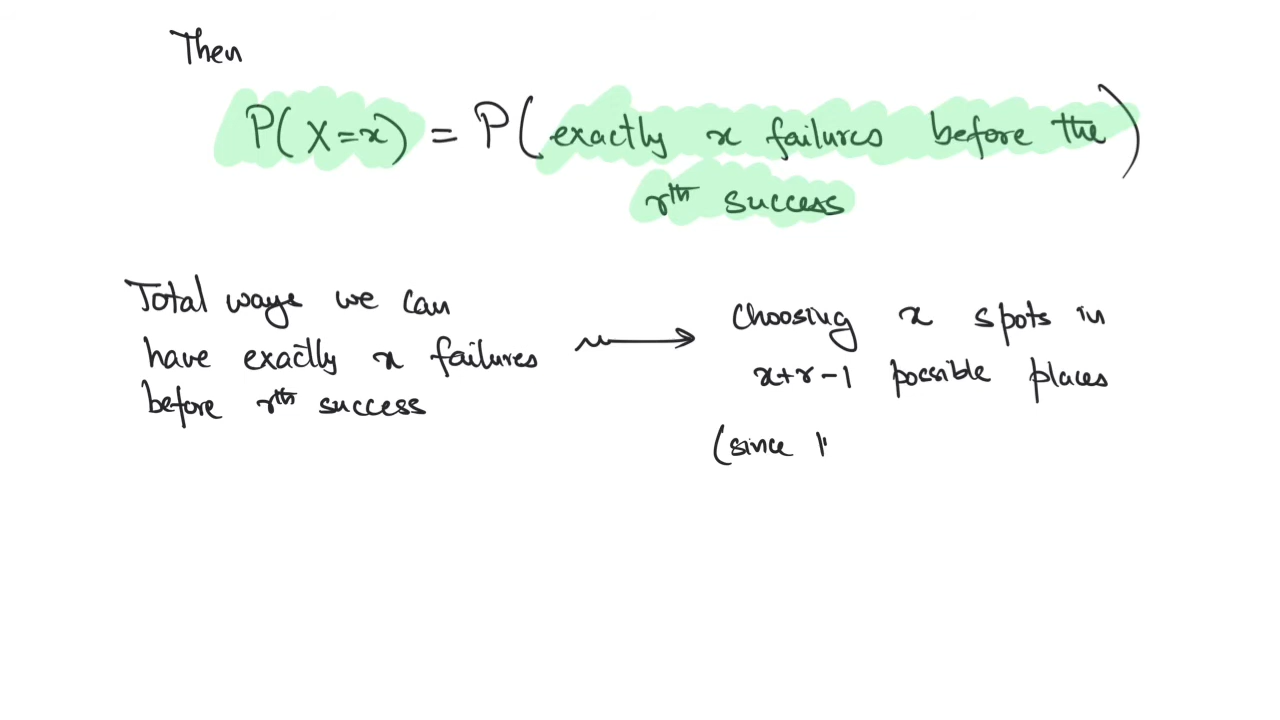 Then
P(X=x) = P(exactly x failures before the
rth success)
Total ways we can
have exactly x failures
before rth success
choosing x spots in
x+r-1 possible places
(since